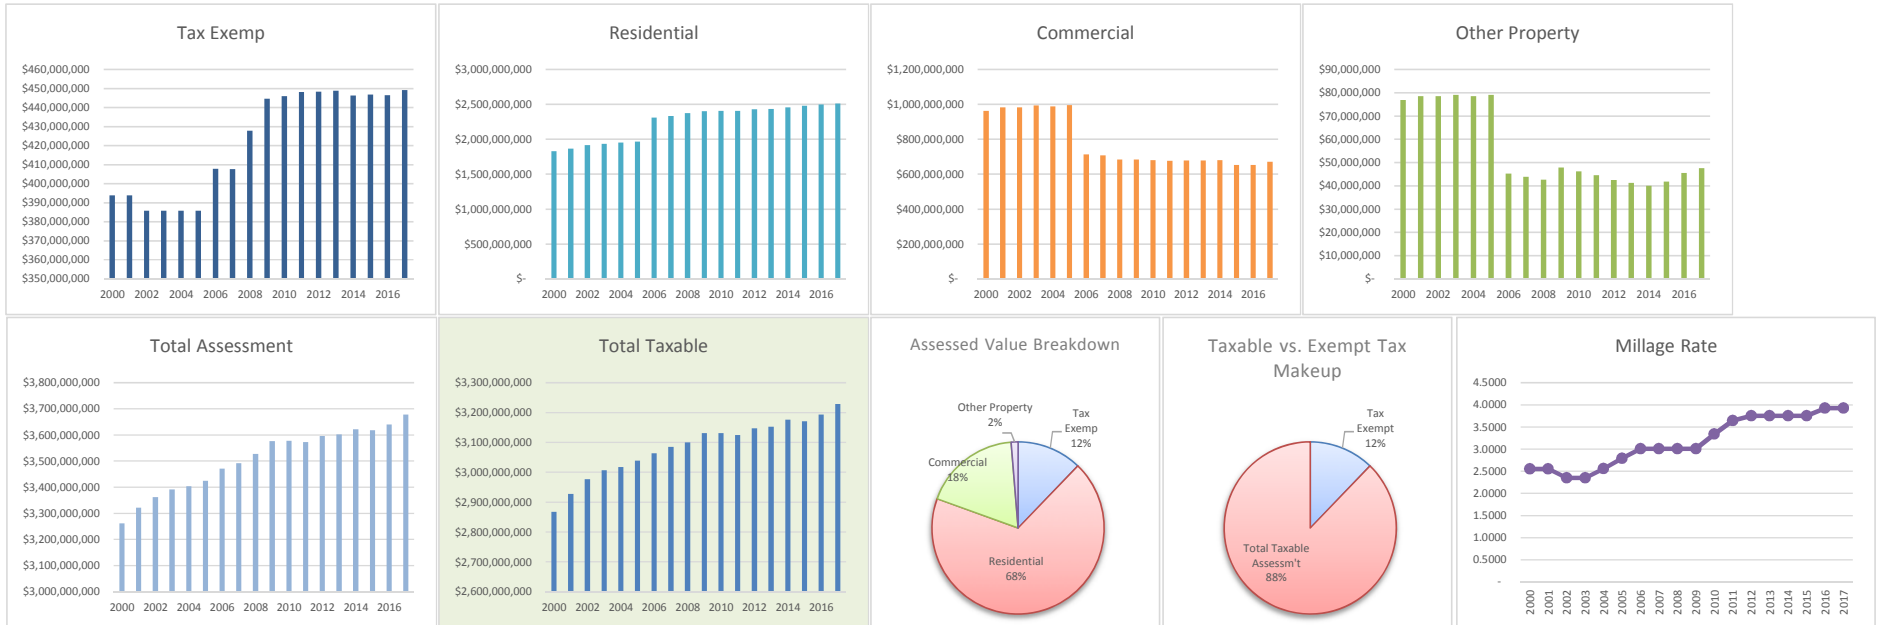 Tax Exemp
$460,000,000
$450,000,000
$440,000,000
$430,000,000
$420,000,000
$410,000,000
$400,000,000
$390,000,000
$380,000,000
$370,000,000
$360,000,000
$350,000,000
2000 2002 2004 2006 2008 2010 2012 2014 2016
Residential
$3,000,000,000
$2,500,000,000
$2,000,000,000
$1,500,000,000
$1,000,000,000
$500,000,000
$-
2000 2002 2004 2006 2008 2010 2012 2014 2016
Commercial
$1,200,000,000
$1,000,000,000
$800,000,000
$600,000,000
$400,000,000
$200,000,000
$-
2000 2002 2004 2006 2008 2010 2012 2014 2016
Other Property
$90,000,000
$80,000,000
$70,000,000
$60,000,000
$50,000,000
$40,000,000
$30,000,000
$20,000,000
$10,000,000
$-
2000 2002 2004 2006 2008 2010 2012 2014 2016
Total Assessment
$3,800,000,000
$3,700,000,000
$3,600,000,000
$3,500,000,000
$3,400,000,000
$3,300,000,000
$3,200,000,000
$3,100,000,000
$3,000,000,000
2000 2002 2004 2006 2008 2010 2012 2014 2016
Total Taxable
$3,300,000,000
$3,200,000,000
$3,100,000,000
$3,000,000,000
$2,900,000,000
$2,800,000,000
$2,700,000,000
$2,600,000,000
2000 2002 2004 2006 2008 2010 2012 2014 2016
Assessed Value Breakdown
Other Property
2%
Tax
Exemp
12%
Commercial
18%
Residential
68%
Taxable vs. Exempt Tax
Makeup
Tax
Exempt
12%
Total Taxable
Assessm't
88%
Millage Rate
4.5000
4.0000
3.5000
3.0000
2.5000
2.0000
1.5000
1.0000
0.5000
-
2000 2001 2002 2003 2004 2005 2006 2007 2008 2009 2010 2011 2012 2013 2014 2015 2016 2017